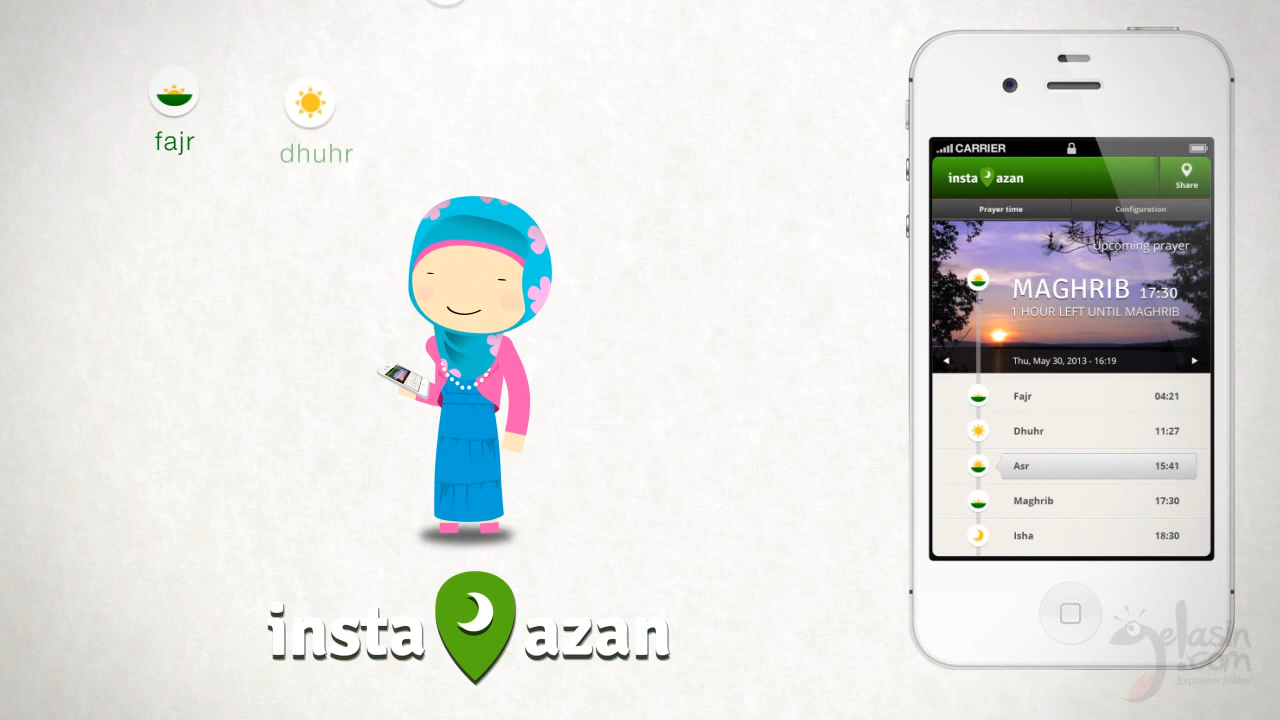 fajr
dhuhr
insta azan
CARRIER
insta azan
Share
Prayer time
Configuration
Upcoming prayer
MAGHRIB 17:30
1 HOUR LEFT UNTIL MAGHRIB
Thu, May 30, 2013 - 16:19
Fajr 04:21
Dhuhr 11:27
Asr 15:41
Maghrib 17:30
Isha 18:30
jelasin
.com
Explainer Maker